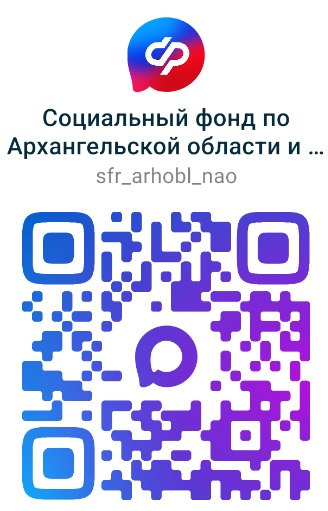 Социальный фонд по
Архангельской области и ...
sfr_arhobl_nao